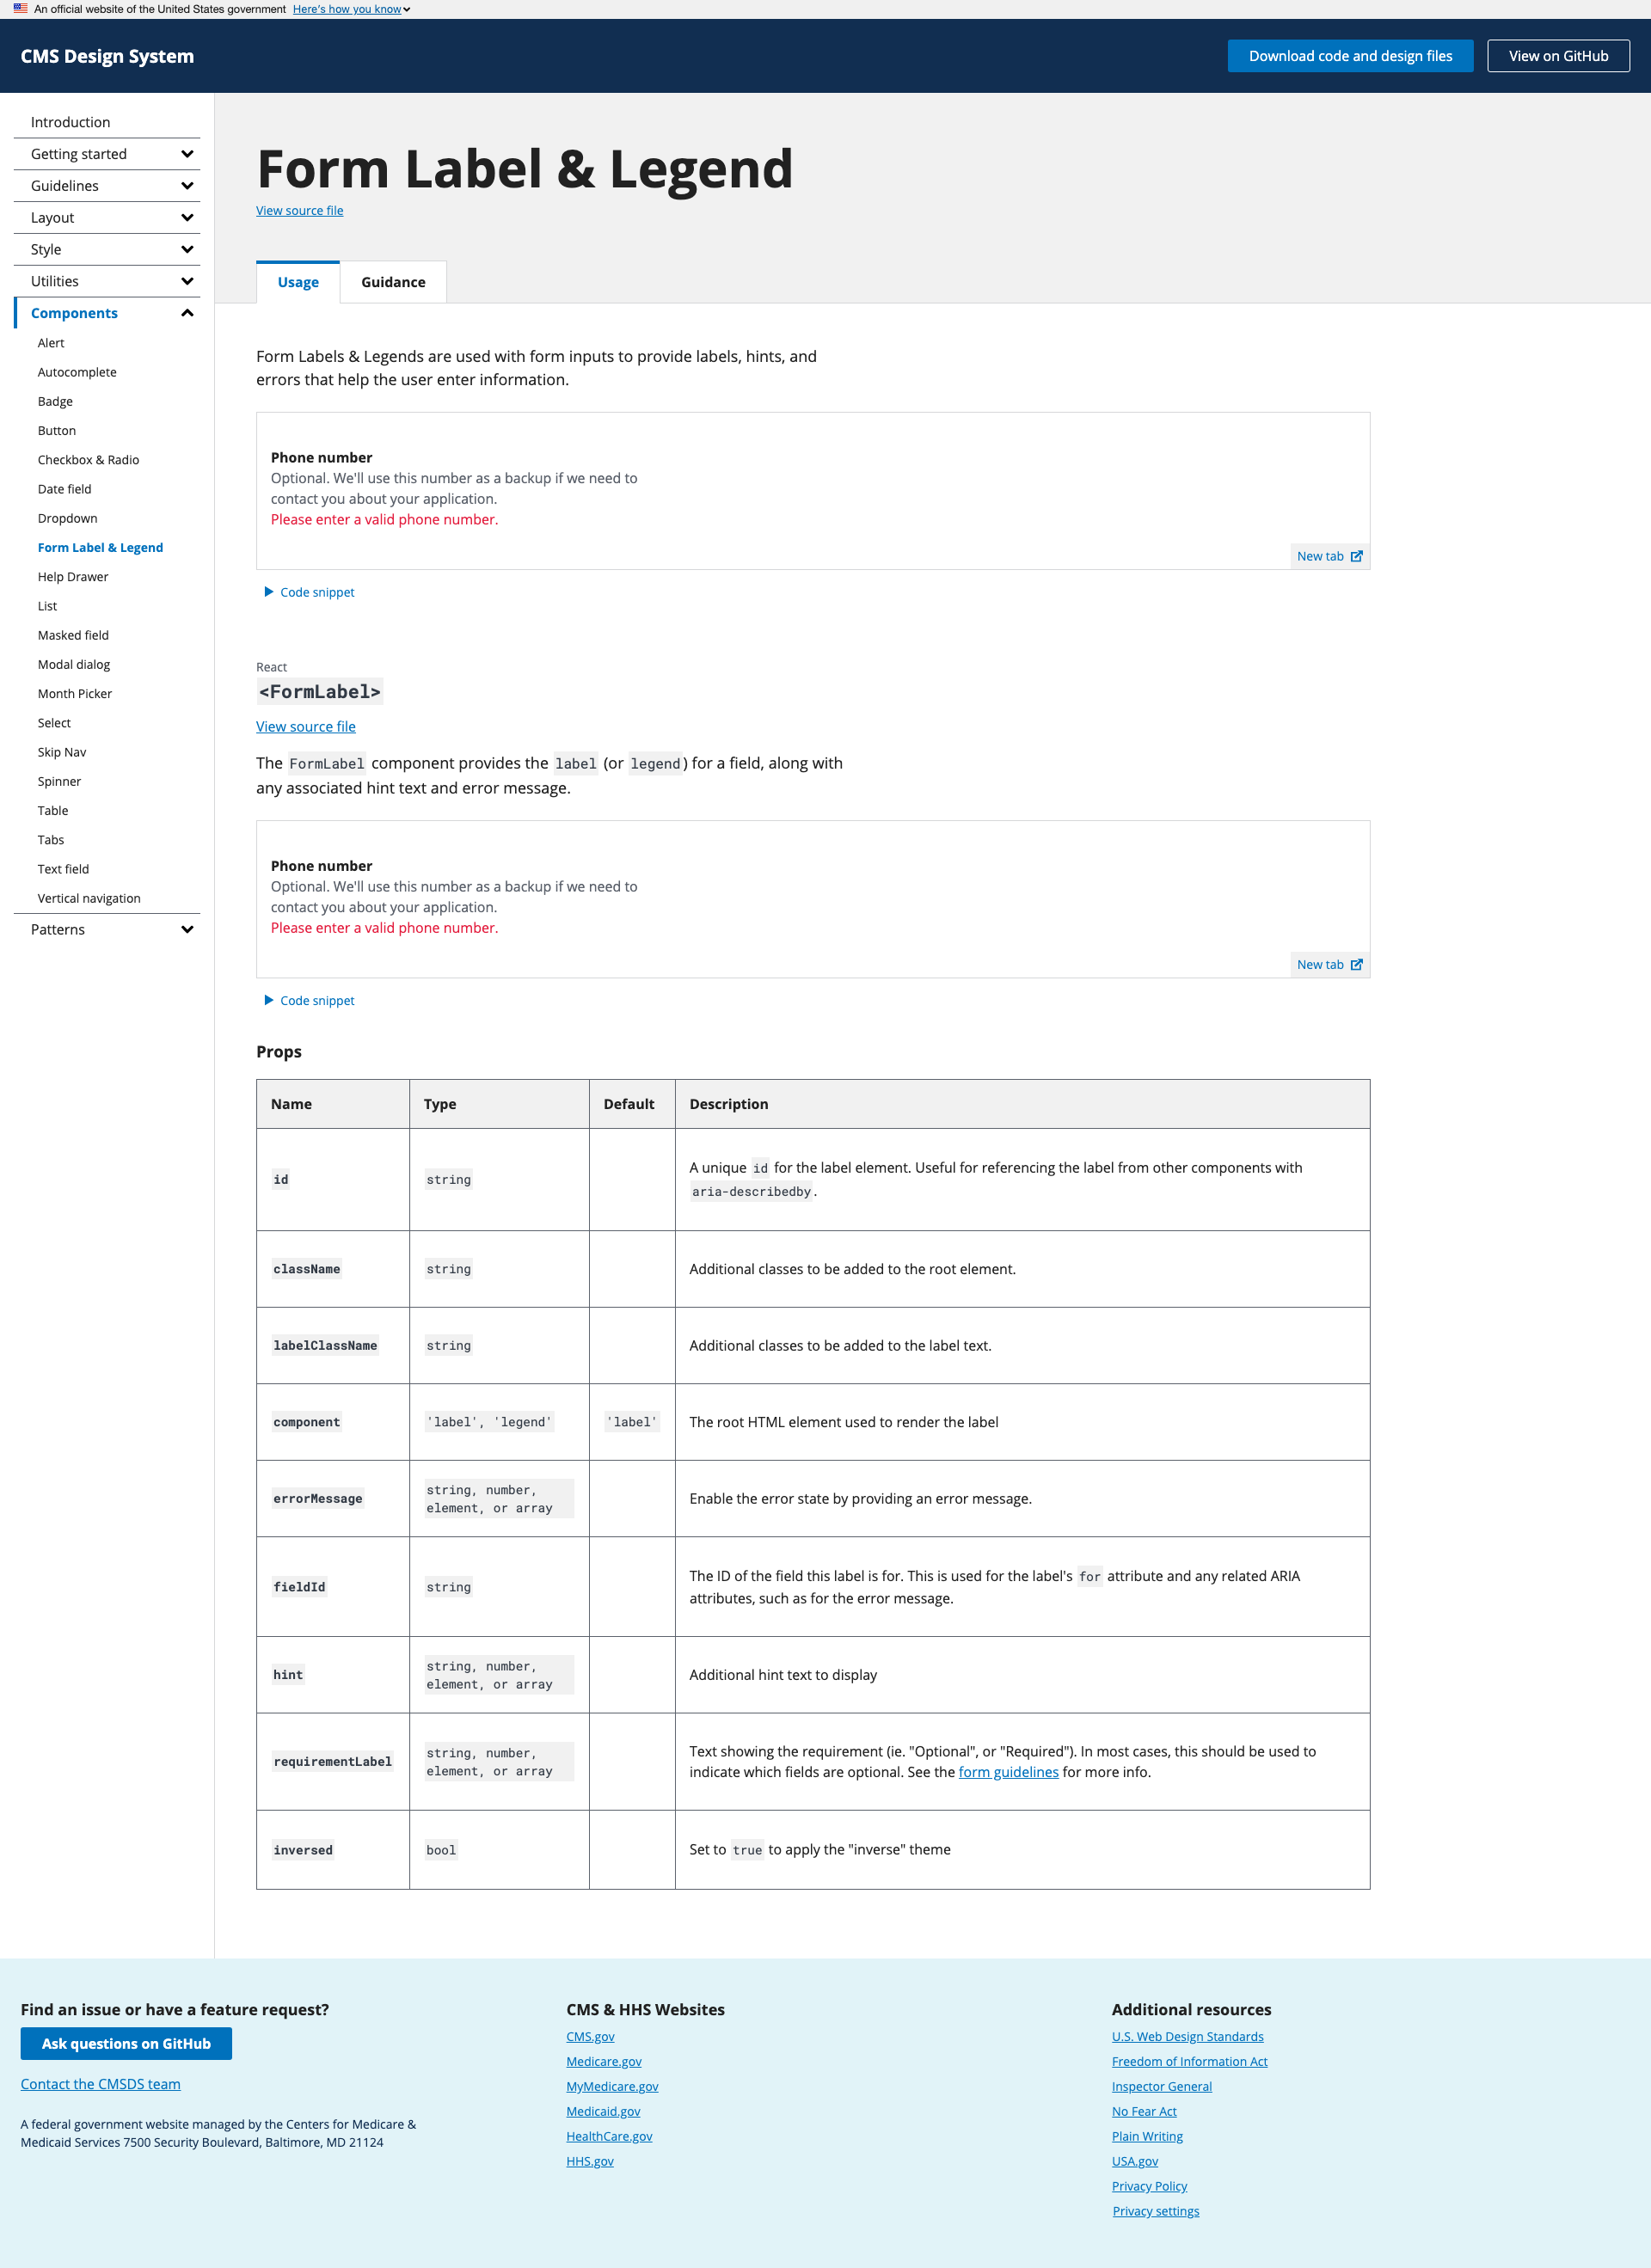 An official website of the United States government Here's how you know
CMS Design System
Download code and design files
View on GitHub
Introduction
Getting started
Guidelines
Layout
Style
Utilities
Components
Alert
Autocomplete
Badge
Button
Checkbox & Radio
Date field
Dropdown
Form Label & Legend
Help Drawer
List
Masked field
Modal dialog
Month Picker
Select
Skip Nav
Spinner
Table
Tabs
Text field
Vertical navigation
Patterns
Form Label & Legend
View source file
Usage
Guidance
Form Labels & Legends are used with form inputs to provide labels, hints, and
errors that help the user enter information.
Phone number
Optional. We'll use this number as a backup if we need to
contact you about your application.
Please enter a valid phone number.
New tab
Code snippet
React
<FormLabel>
View source file
The FormLabel component provides the label (or legend) for a field, along with
any associated hint text and error message.
Phone number
Optional. We'll use this number as a backup if we need to
contact you about your application.
Please enter a valid phone number.
New tab
Code snippet
Props
Name Type Default Description
id string A unique id for the label element. Useful for referencing the label from other components with
aria-describedby.
className string Additional classes to be added to the root element.
labelClassName string Additional classes to be added to the label text.
component 'label', 'legend' 'label' The root HTML element used to render the label
errorMessage string, number,
element, or array Enable the error state by providing an error message.
fieldId string The ID of the field this label is for. This is used for the label's for attribute and any related ARIA
attributes, such as for the error message.
hint string, number,
element, or array Additional hint text to display
requirementLabel string, number,
element, or array Text showing the requirement (ie. "Optional", or "Required"). In most cases, this should be used to
indicate which fields are optional. See the form guidelines for more info.
inversed bool Set to true to apply the "inverse" theme
Find an issue or have a feature request?
Ask questions on GitHub
Contact the CMSDS team
A federal government website managed by the Centers for Medicare &
Medicaid Services 7500 Security Boulevard, Baltimore, MD 21124
CMS & HHS Websites
CMS.gov
Medicare.gov
MyMedicare.gov
Medicaid.gov
HealthCare.gov
HHS.gov
Additional resources
U.S. Web Design Standards
Freedom of Information Act
Inspector General
No Fear Act
Plain Writing
USA.gov
Privacy Policy
Privacy settings